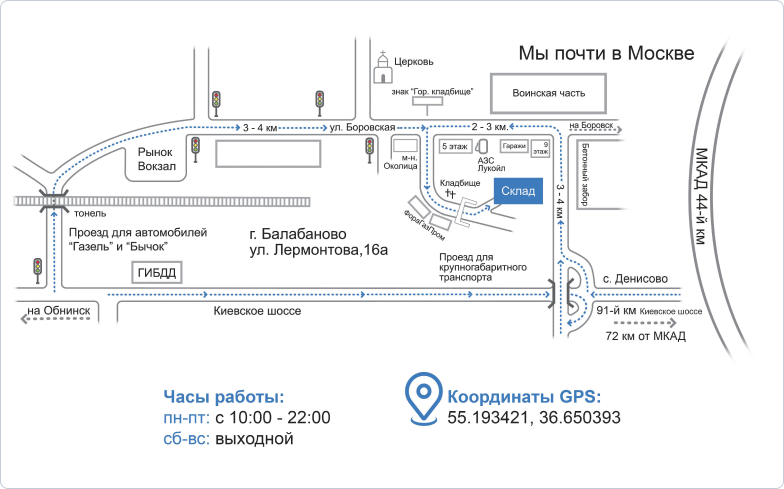 Мы почти в Москве
Церковь
знак “Гор. кладбище”
Воинская часть
3 - 4 км
ул. Боровская
2 - 3 км.
на Боровск
Рынок
Вокзал
м-н.
Околица
5 этаж
АЗС
Лукойл
Гаражи
9
этаж
Бетонный забор
МКАД 44-й км
Кладбище
Склад
3 - 4 км
тонель
ФораГазПром
Проезд для автомобилей
“Газель” и “Бычок”
г. Балабаново
ул. Лермонтова,16а
ГИБДД
Проезд для
крупногабаритного
транспорта
с. Денисово
на Обнинск
Киевское шоссе
91-й км Киевское шоссе
72 км от МКАД
Часы работы:
пн-пт: с 10:00 - 22:00
сб-вс: выходной
Координаты GPS:
55.193421, 36.650393